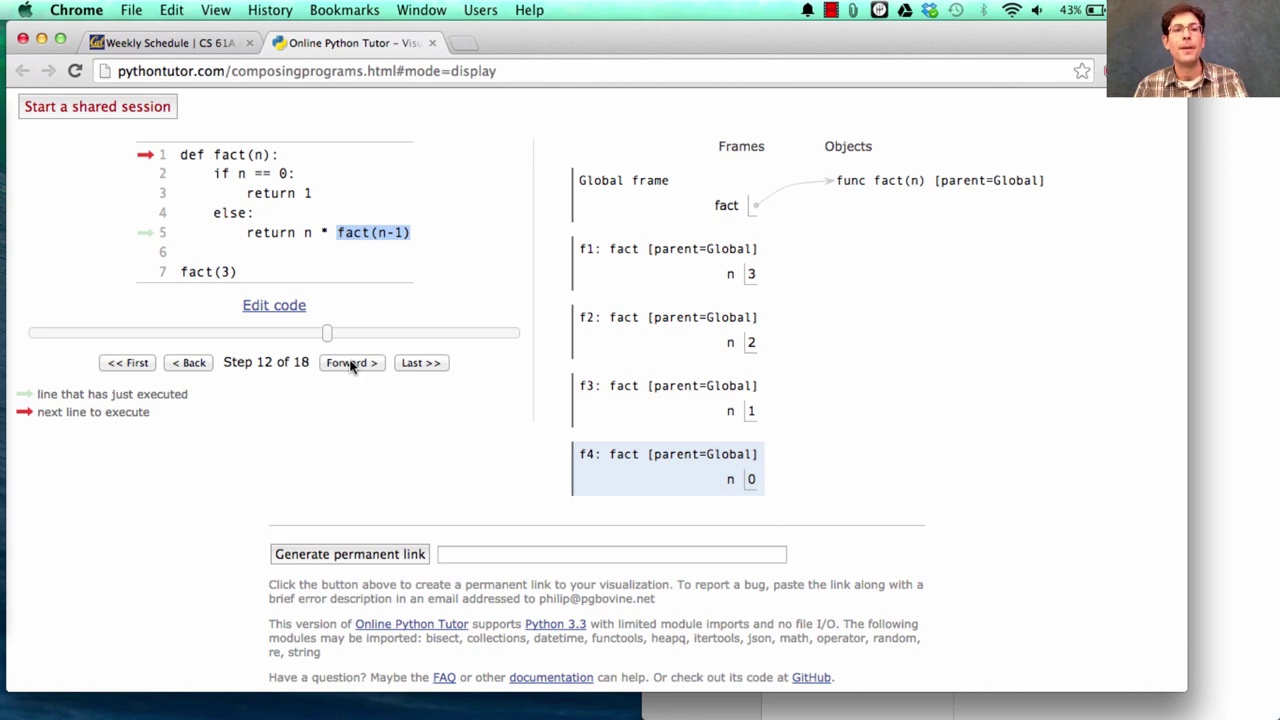 Chrome File Edit View History Bookmarks Window Users Help 43%
Weekly Schedule | CS 61A
Online Python Tutor – Visu
pythontutor.com/composingprograms.html#mode=display
Start a shared session
1 def fact(n):
2 if n == 0:
3 return 1
4 else:
5 return n * fact(n-1)
6
7 fact(3)
Edit code
<< First < Back Step 12 of 18 Forward > Last >>
line that has just executed
next line to execute
Frames Objects
Global frame
fact
func fact(n) [parent=Global]
f1: fact [parent=Global]
n 3
f2: fact [parent=Global]
n 2
f3: fact [parent=Global]
n 1
f4: fact [parent=Global]
n 0
Generate permanent link
Click the button above to create a permanent link to your visualization. To report a bug, paste the link along with a
brief error description in an email addressed to philip@pgbovine.net
This version of Online Python Tutor supports Python 3.3 with limited module imports and no file I/O. The following
modules may be imported: bisect, collections, datetime, functools, heapq, itertools, json, math, operator, random,
re, string
Have a question? Maybe the FAQ or other documentation can help. Or check out its code at GitHub.